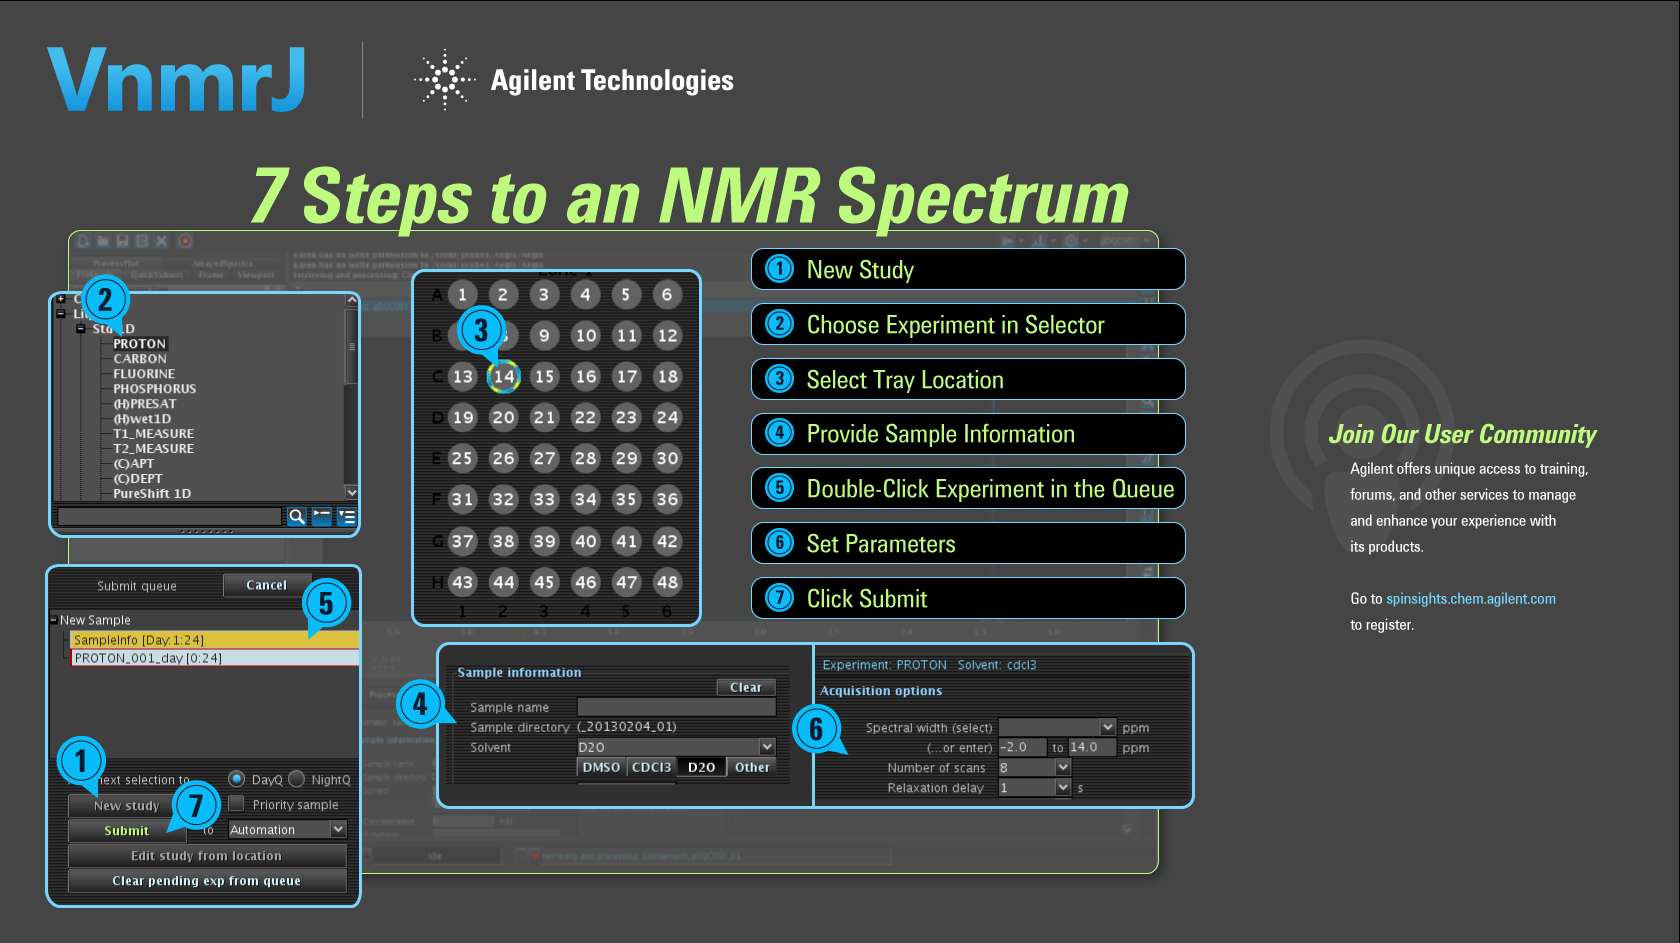 VnmrJ
Agilent Technologies
7 Steps to an NMR Spectrum
ProcessPlot
ArrayedSpectra
QuickSubmit Frame Viewport
2
Std 1D
PROTON
CARBON
FLUORINE
PHOSPHORUS
(H)PRESAT
(H)wet1D
T1_MEASURE
T2_MEASURE
(C)APT
(C)DEPT
PureShift 1D
A 1 2 3 4 5 6
3
B 9 10 11 12
C 13 14 15 16 17 18
D 19 20 21 22 23 24
E 25 26 27 28 29 30
F 31 32 33 34 35 36
G 37 38 39 40 41 42
H 43 44 45 46 47 48
1 2 3 4 5 6
1 New Study
2 Choose Experiment in Selector
3 Select Tray Location
4 Provide Sample Information
5 Double-Click Experiment in the Queue
6 Set Parameters
7 Click Submit
Join Our User Community
Agilent offers unique access to training,
forums, and other services to manage
and enhance your experience with
its products.
Go to spinsights.chem.agilent.com
to register.
Submit queue Cancel
5
New Sample
SampleInfo [Day: 1:24]
PROTON_001_day [0:24]
1
next selection to DayQ NightQ
New study Priority sample
7
Submit to Automation
Edit study from location
Clear pending exp from queue
4
Sample information
Clear
Sample name
Sample directory (_20130204_01)
Solvent D2O
DMSO CDCl3 D2O Other
6
Experiment: PROTON Solvent: cdcl3
Acquisition options
Spectral width (select) ppm
(...or enter) -2.0 to 14.0 ppm
Number of scans 8
Relaxation delay 1 s
Idle